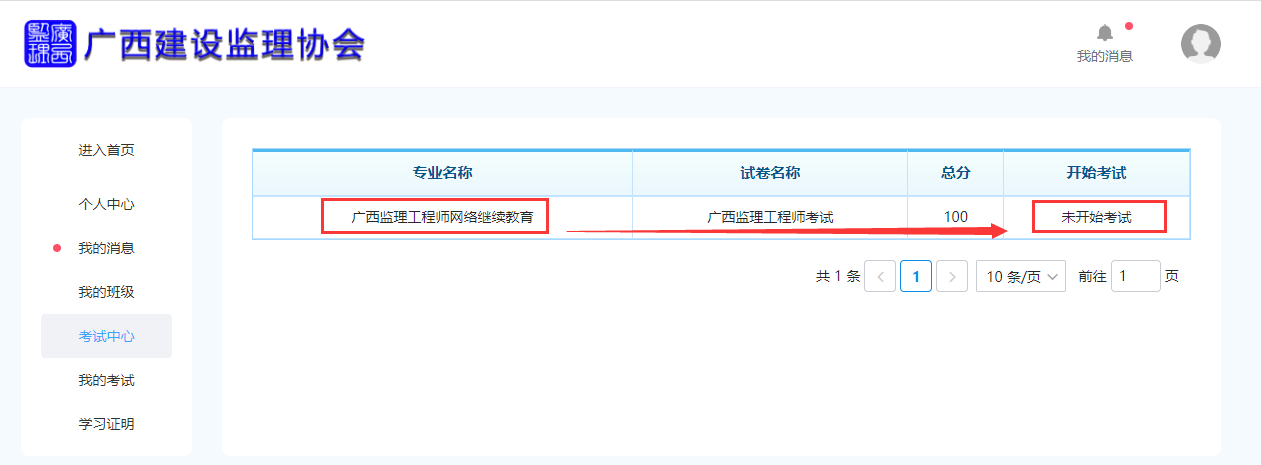 广西建设监理协会
我的消息
进入首页
个人中心
我的消息
我的班级
考试中心
我的考试
学习证明
专业名称 试卷名称 总分 开始考试
广西监理工程师网络继续教育 广西监理工程师考试 100 未开始考试
共 1 条 1 10 条/页 前往 1 页